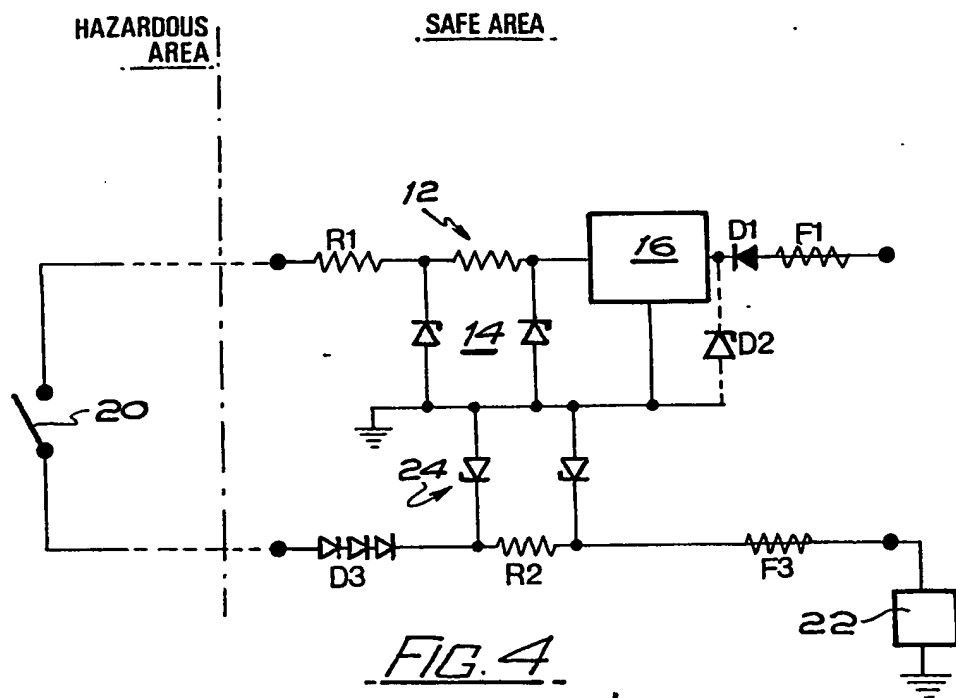 HAZARDOUS
AREA
SAFE AREA
12
R1
16
D1
F1
14
D2
20
24
D3
R2
F3
22
FIG. 4